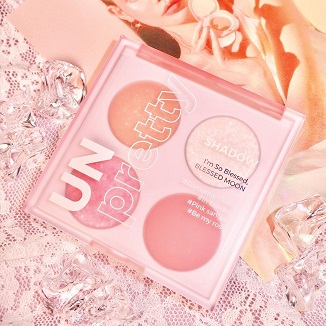 UN
pretty
SHADOW
I'm So Blessed,
BLESSED MOON
#Pink
#Be my